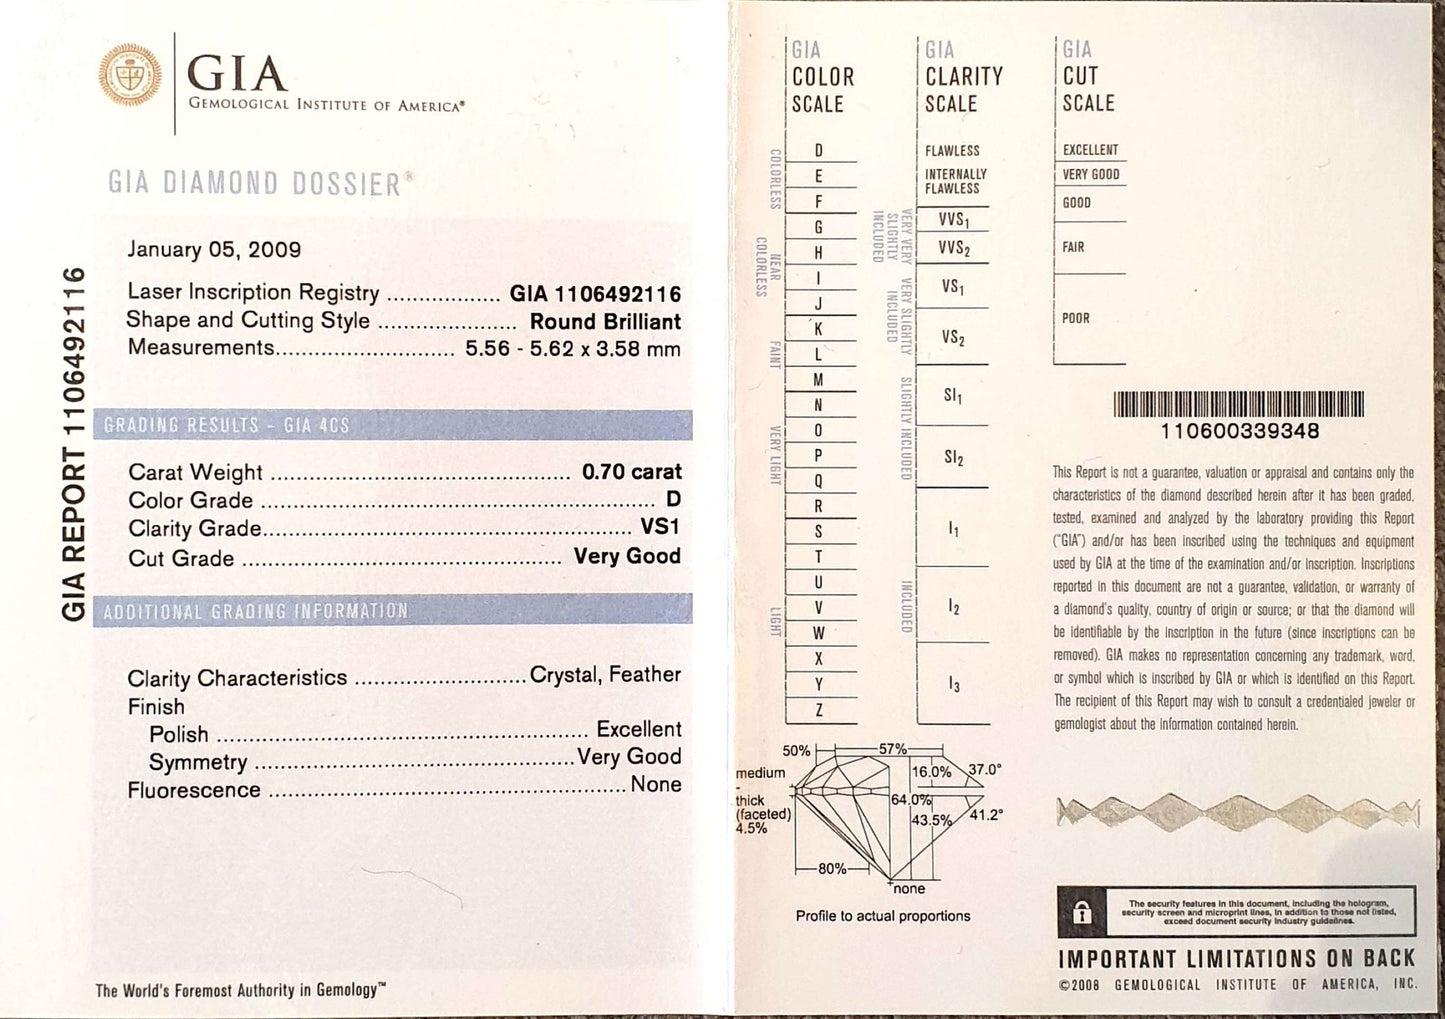 GIA
GEMOLOGICAL INSTITUTE OF AMERICA®
GIA DIAMOND DOSSIER®
GIA REPORT 1106492116
January 05, 2009
Laser Inscription Registry ................. GIA 1106492116
Shape and Cutting Style ...................... Round Brilliant
Measurements............................ 5.56 - 5.62 x 3.58 mm
GRADING RESULTS - GIA 4CS
Carat Weight ............................................... 0.70 carat
Color Grade .............................................................. D
Clarity Grade.......................................................... VS1
Cut Grade .................................................. Very Good
ADDITIONAL GRADING INFORMATION
Clarity Characteristics ...........................Crystal, Feather
Finish
Polish .......................................................... Excellent
Symmetry ..................................................Very Good
Fluorescence ........................................................ None
The World's Foremost Authority in Gemology™
GIA
COLOR
SCALE
COLORLESS
NEAR
COLORLESS
FAINT
VERY LIGHT
LIGHT
D
E
F
G
H
I
J
K
L
M
N
O
P
Q
R
S
T
U
V
W
X
Y
Z
GIA
CLARITY
SCALE
VERY VERY
SLIGHTLY
INCLUDED
VERY SLIGHTLY
INCLUDED
SLIGHTLY INCLUDED
INCLUDED
FLAWLESS
INTERNALLY
FLAWLESS
VVS1
VVS2
VS1
VS2
SI1
SI2
I1
I2
I3
GIA
CUT
SCALE
EXCELLENT
VERY GOOD
GOOD
FAIR
POOR
50%
57%
medium
-
thick
(faceted)
4.5%
16.0%
37.0°
64.0%
43.5%
41.2°
80%
none
Profile to actual proportions
110600339348
This Report is not a guarantee, valuation or appraisal and contains only the
characteristics of the diamond described herein after it has been graded,
tested, examined and analyzed by the laboratory providing this Report
("GIA") and/or has been inscribed using the techniques and equipment
used by GIA at the time of the examination and/or inscription. Inscriptions
reported in this document are not a guarantee, validation, or warranty of
a diamond's quality, country of origin or source; or that the diamond will
be identifiable by the inscription in the future (since inscriptions can be
removed). GIA makes no representation concerning any trademark, word,
or symbol which is inscribed by GIA or which is identified on this Report.
The recipient of this Report may wish to consult a credentialed jeweler or
gemologist about the information contained herein.
The security features in this document, including the hologram,
security screen and microprint lines, in addition to those not listed,
exceed document security industry guidelines.
IMPORTANT LIMITATIONS ON BACK
©2008 GEMOLOGICAL INSTITUTE OF AMERICA, INC.